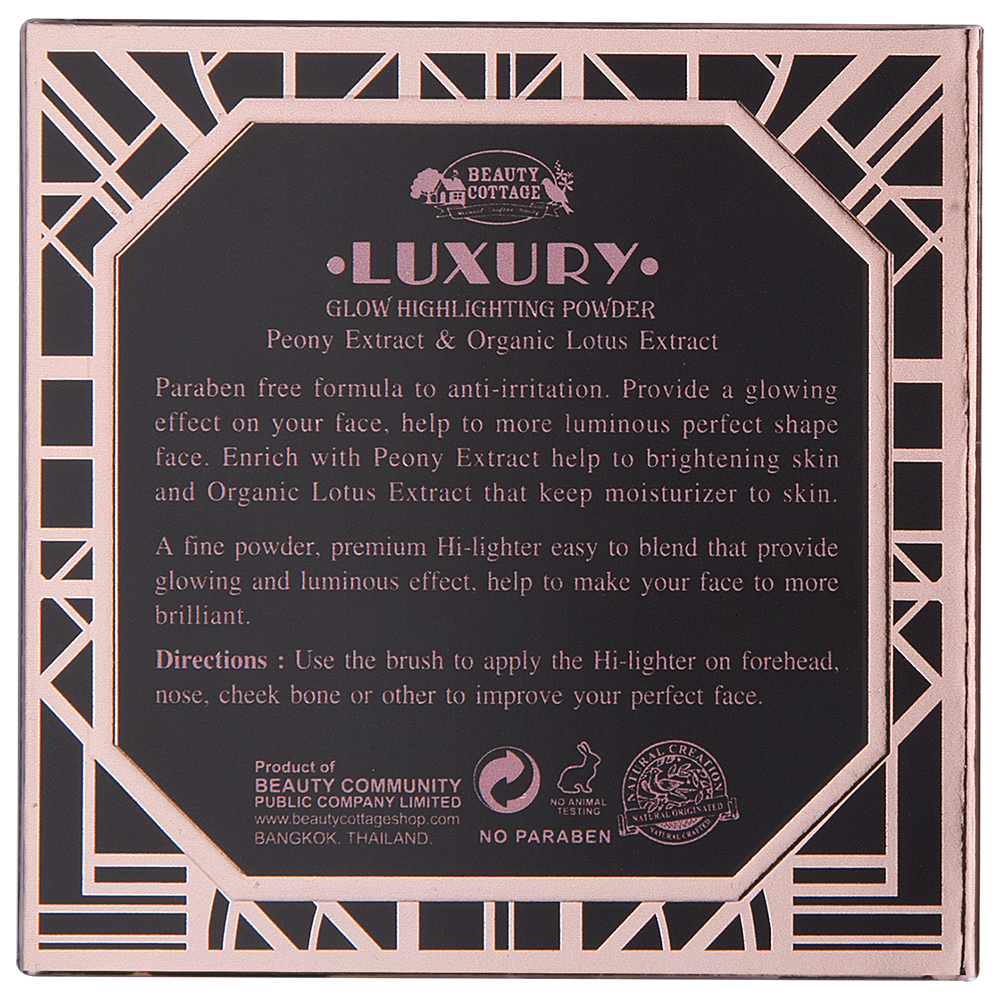 BEAUTY
COTTAGE
•LUXURY•
GLOW HIGHLIGHTING POWDER
Peony Extract & Organic Lotus Extract
Paraben free formula to anti-irritation. Provide a glowing
effect on your face, help to more luminous perfect shape
face. Enrich with Peony Extract help to brightening skin
and Organic Lotus Extract that keep moisturizer to skin.
A fine powder, premium Hi-lighter easy to blend that provide
glowing and luminous effect, help to make your face to more
brilliant.
Directions : Use the brush to apply the Hi-lighter on forehead,
nose, cheek bone or other to improve your perfect face.
Product of
BEAUTY COMMUNITY
PUBLIC COMPANY LIMITED
www.beautycottageshop.com
BANGKOK. THAILAND.
NO ANIMAL
TESTING
NO PARABEN
NATURAL CREATION
NATURAL ORIGINATED
NATURAL CRAFTED